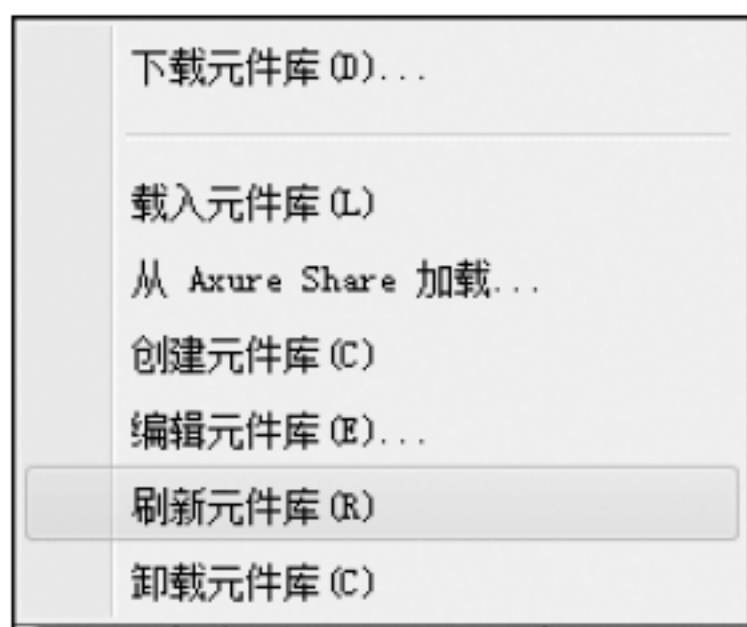 下载元件库(D)...
载入元件库(L)
从 Axure Share 加载...
创建元件库(C)
编辑元件库(E)...
刷新元件库(R)
卸载元件库(C)